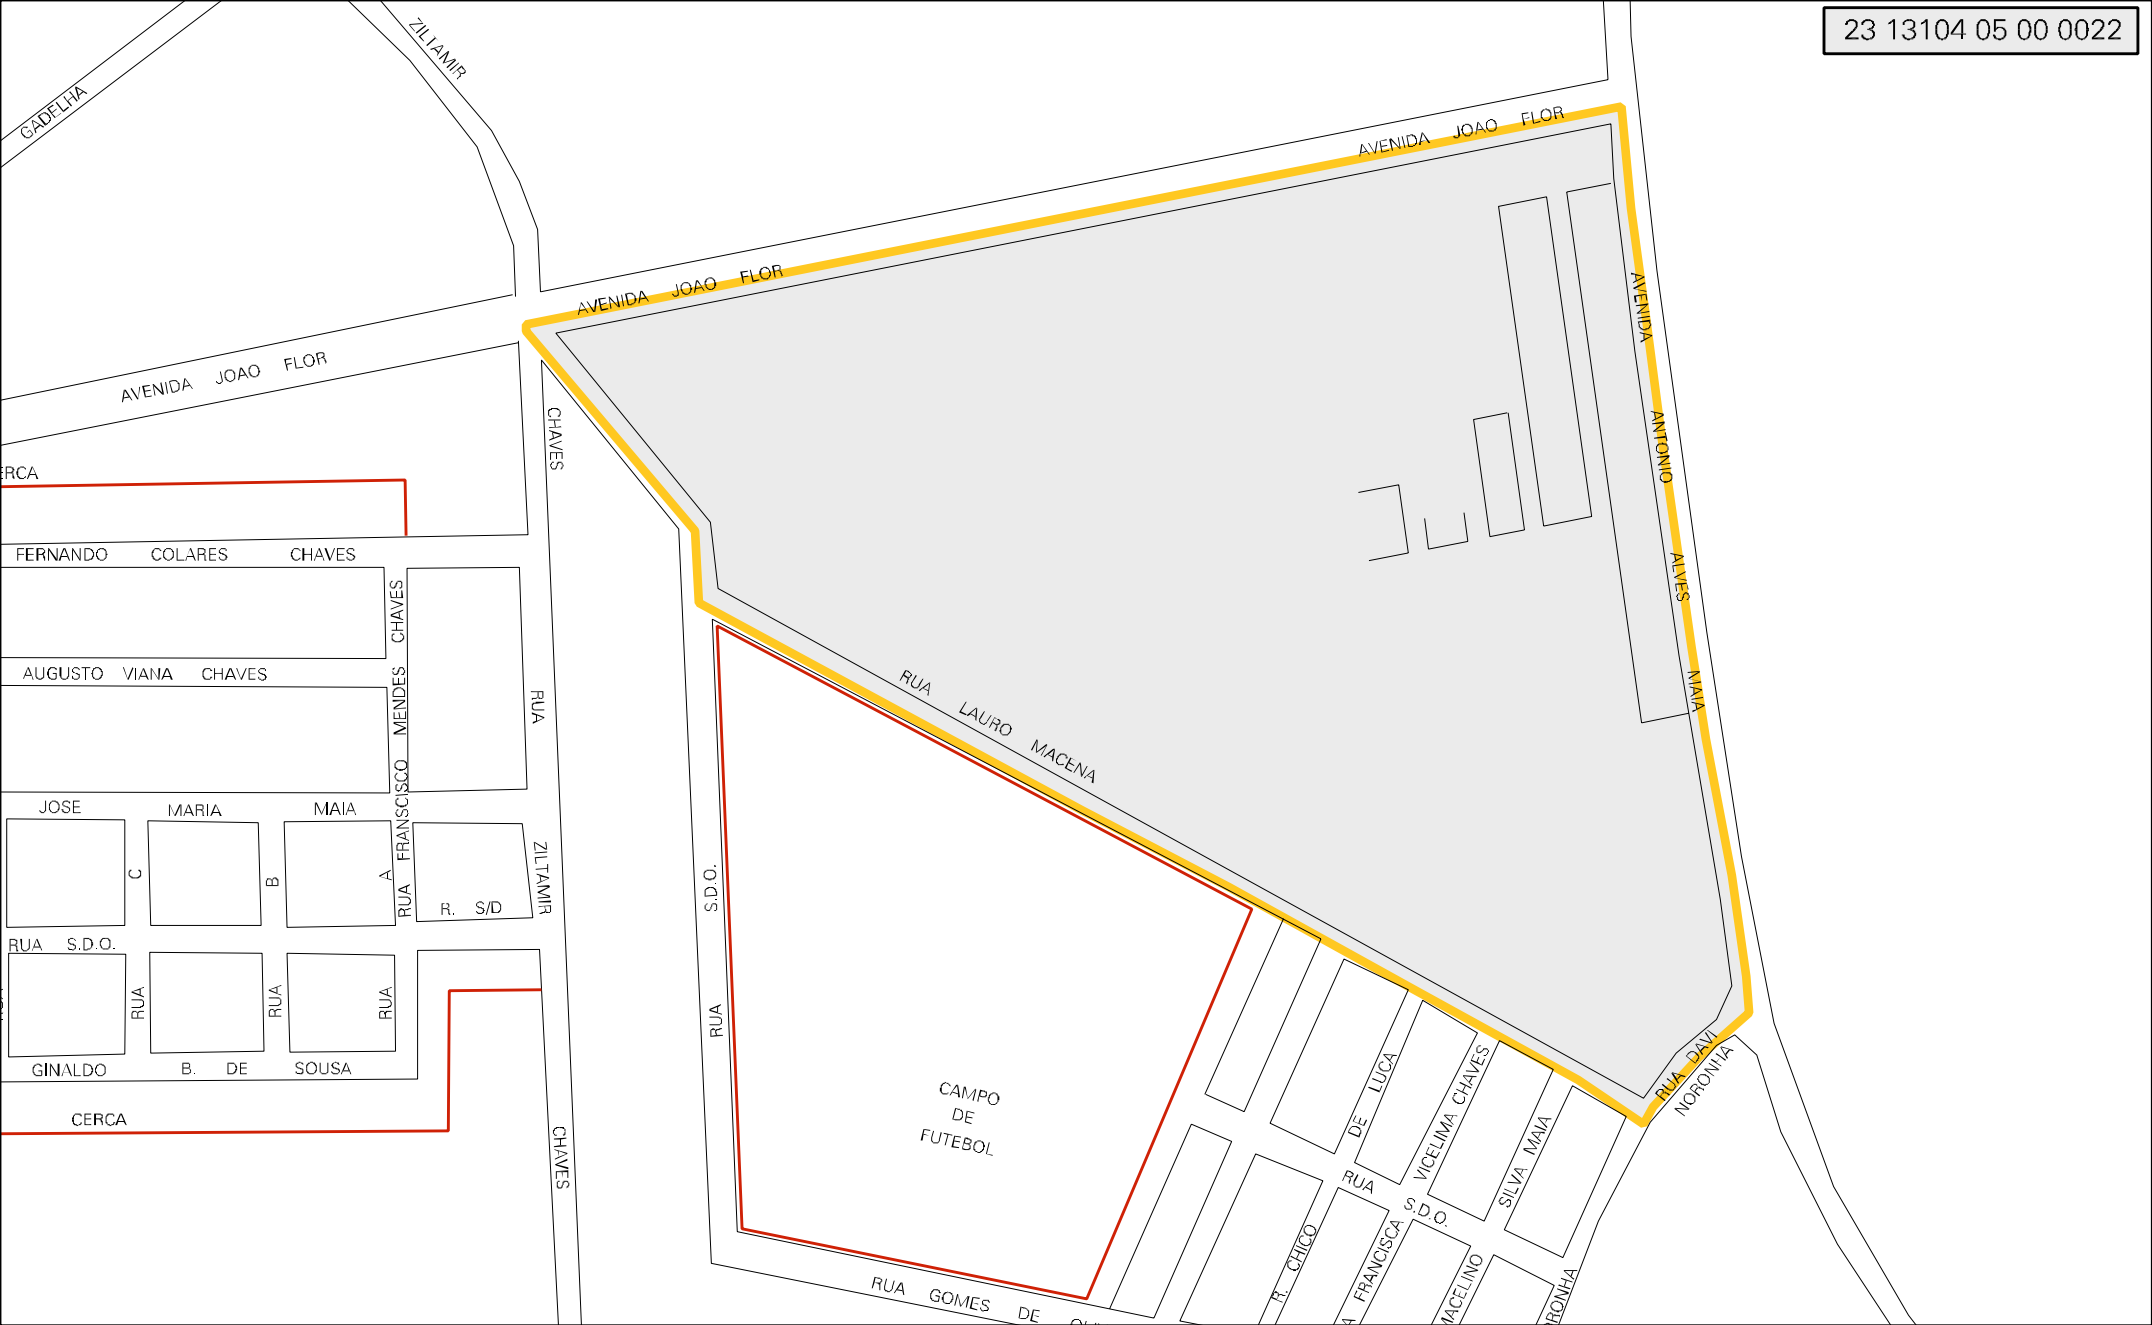 23 13104 05 00 0022
ZILTAMIR
GADELHA
AVENIDA JOAO FLOR
AVENIDA JOAO FLOR
AVENIDA JOAO FLOR
AVENIDA ANTONIO ALVES MAIA
CHAVES
ERCA
FERNANDO COLARES CHAVES
AUGUSTO VIANA CHAVES
RUA FRANSCISCO MENDES CHAVES
RUA ZILTAMIR CHAVES
RUA LAURO MACENA
JOSE MARIA MAIA
C
B
A
R. S/D
RUA S.D.O.
RUA
RUA
RUA
GINALDO B. DE SOUSA
CERCA
RUA S.D.O.
CAMPO
DE
FUTEBOL
RUA DAVI
NORONHA
R. CHICO DE LUCA
A FRANCISCA VICELIMA CHAVES
MACELINO SILVA MAIA
RUA S.D.O.
RONHA
RUA GOMES DE